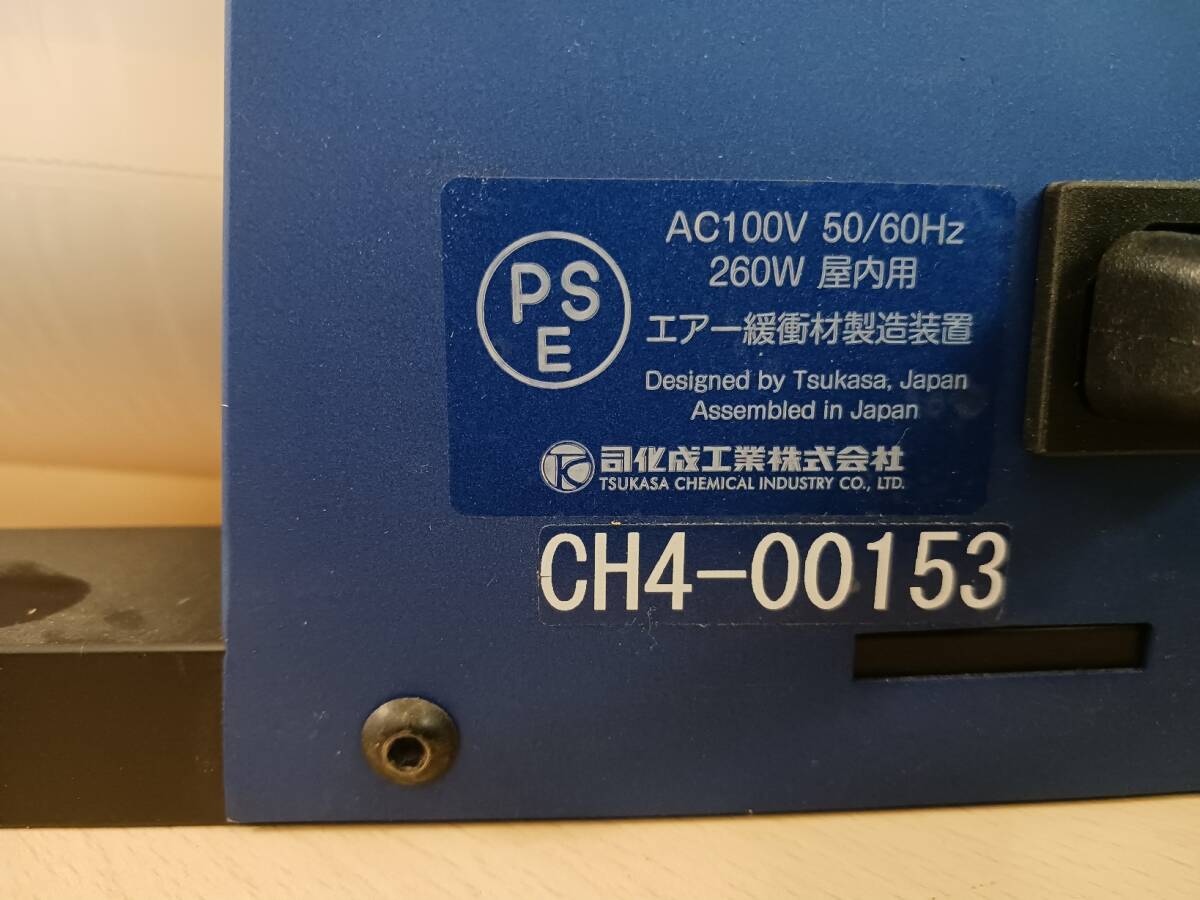 PS
E
AC100V 50/60Hz
260W 屋内用
エアー緩衝材製造装置
Designed by Tsukasa, Japan
Assembled in Japan
TK 司化成工業株式会社
TSUKASA CHEMICAL INDUSTRY CO., LTD.
CH4-00153